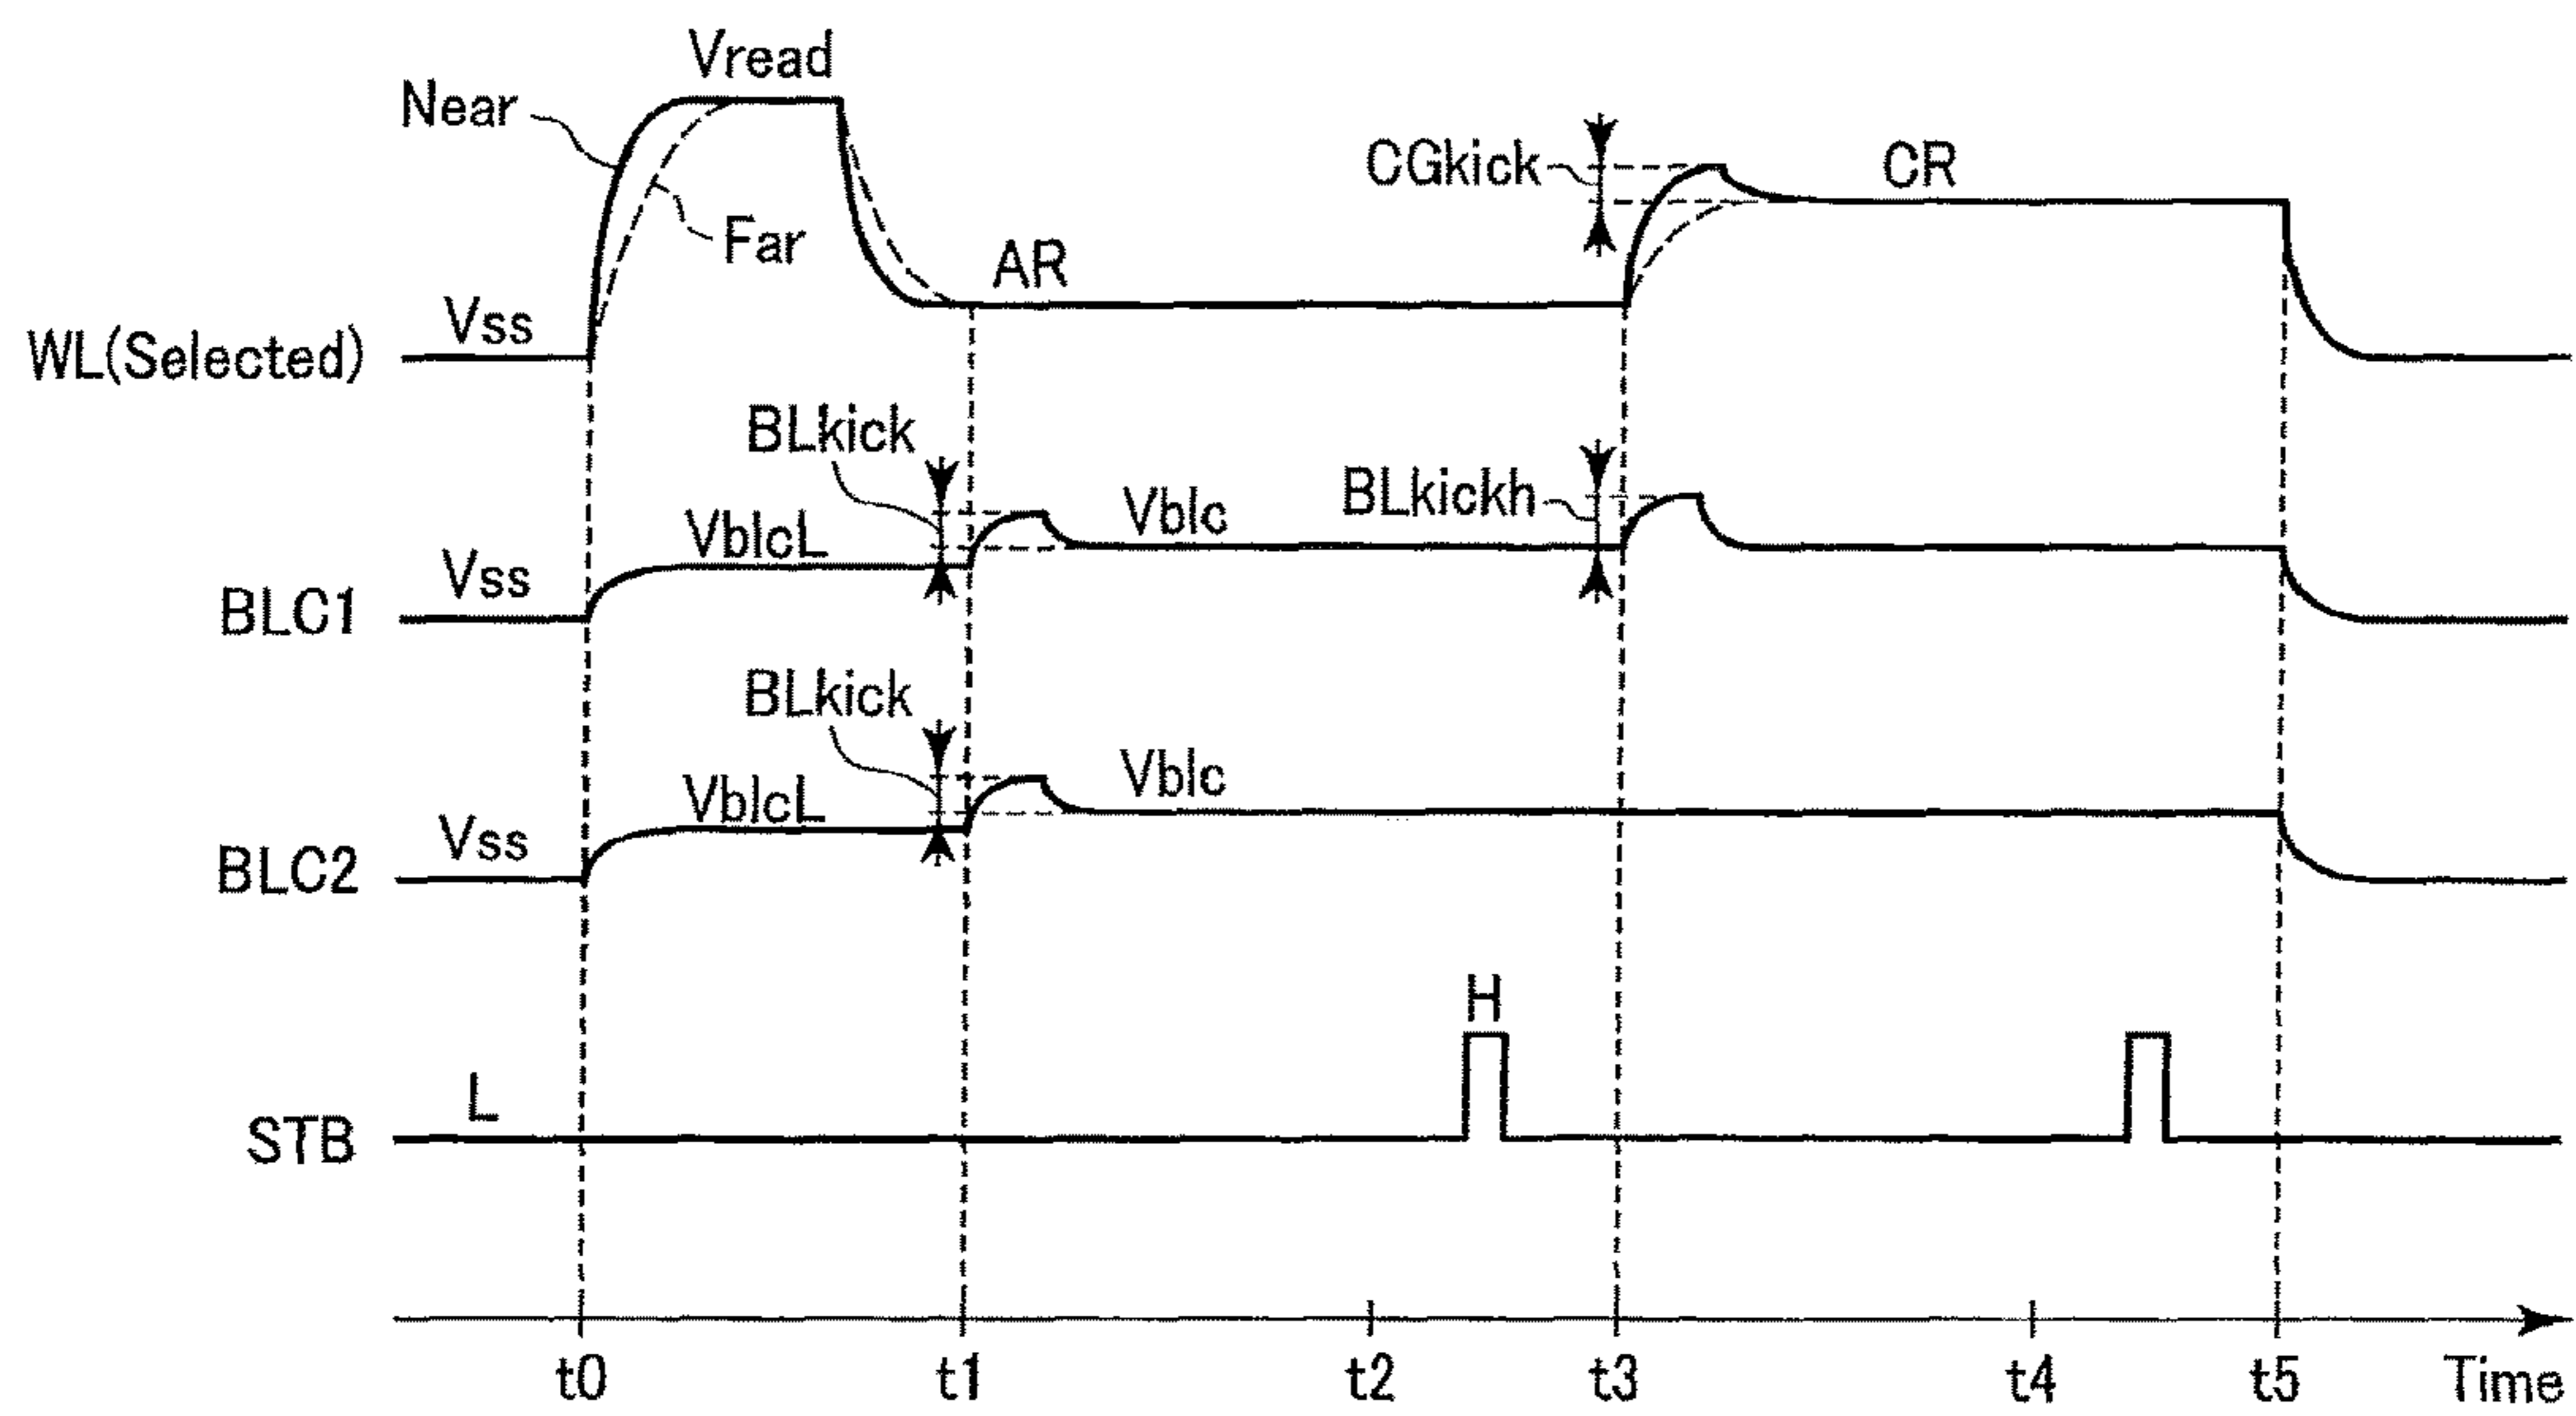 Vread
Near
Far
CGkick
CR
AR
Vss
WL(Selected)
BLkick
BLkickh
VblcL
Vblc
Vss
BLC1
BLkick
VblcL
Vblc
Vss
BLC2
H
L
STB
t0
t1
t2
t3
t4
t5
Time